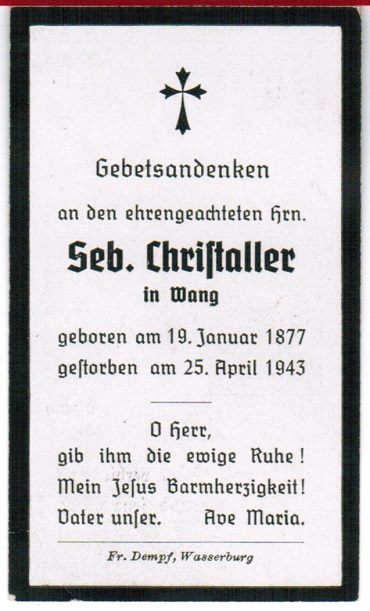 Gebetsandenken
an den ehrengeachteten Hrn.
Seb. Christaller
in Wang
geboren am 19. Januar 1877
gestorben am 25. April 1943
O Herr,
gib ihm die ewige Ruhe!
Mein Jesus Barmherzigkeit!
Vater unser. Ave Maria.
Fr. Dempf, Wasserburg